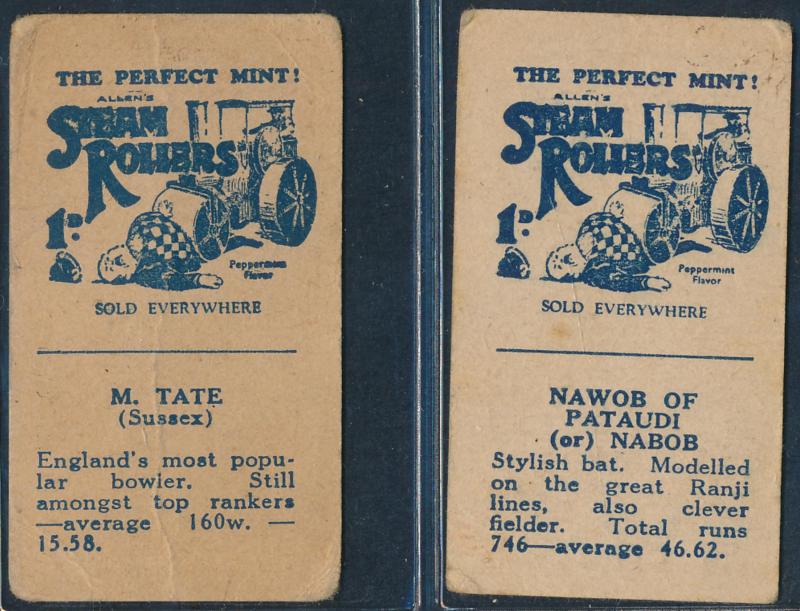 THE PERFECT MINT!
ALLEN'S
STEAM
ROLLERS
1D.
Peppermint
Flavor
SOLD EVERYWHERE
M. TATE
(Sussex)
England's most popu-
lar bowler. Still
amongst top rankers
—average 160w. —
15.58.
THE PERFECT MINT!
ALLEN'S
STEAM
ROLLERS
1D.
Peppermint
Flavor
SOLD EVERYWHERE
NAWOB OF
PATAUDI
(or) NABOB
Stylish bat. Modelled
on the great Ranji
lines, also clever
fielder. Total runs
746—average 46.62.